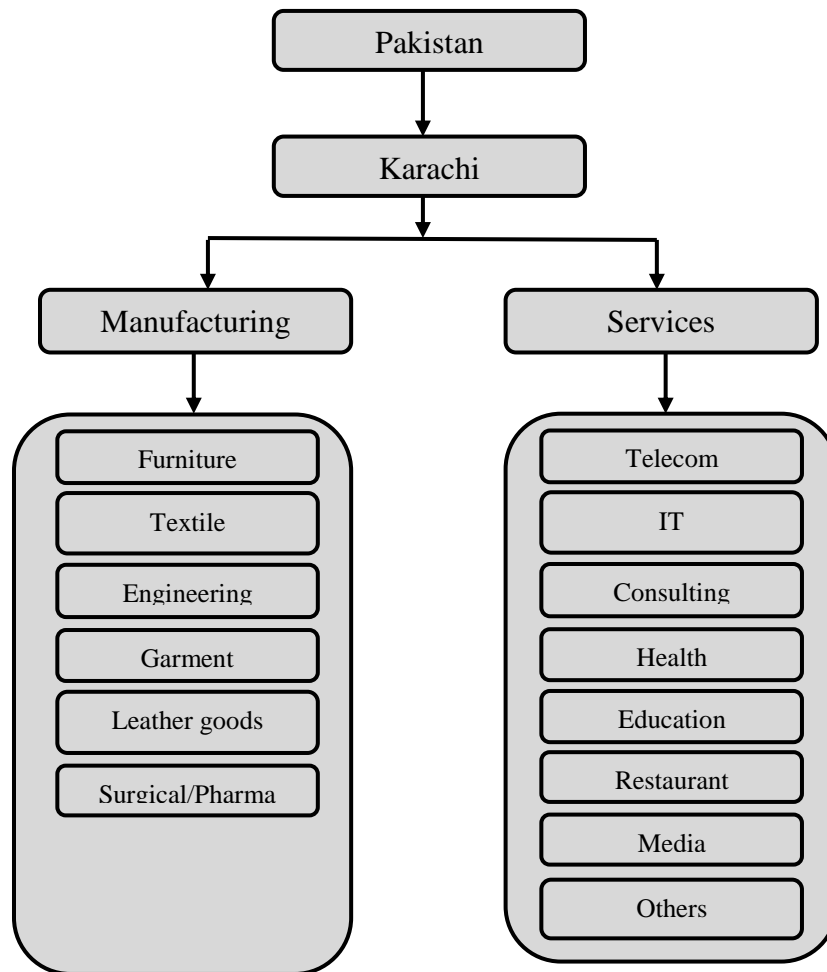 Pakistan
Karachi
Manufacturing
Services
Furniture
Textile
Engineering
Garment
Leather goods
Surgical/Pharma
Telecom
IT
Consulting
Health
Education
Restaurant
Media
Others